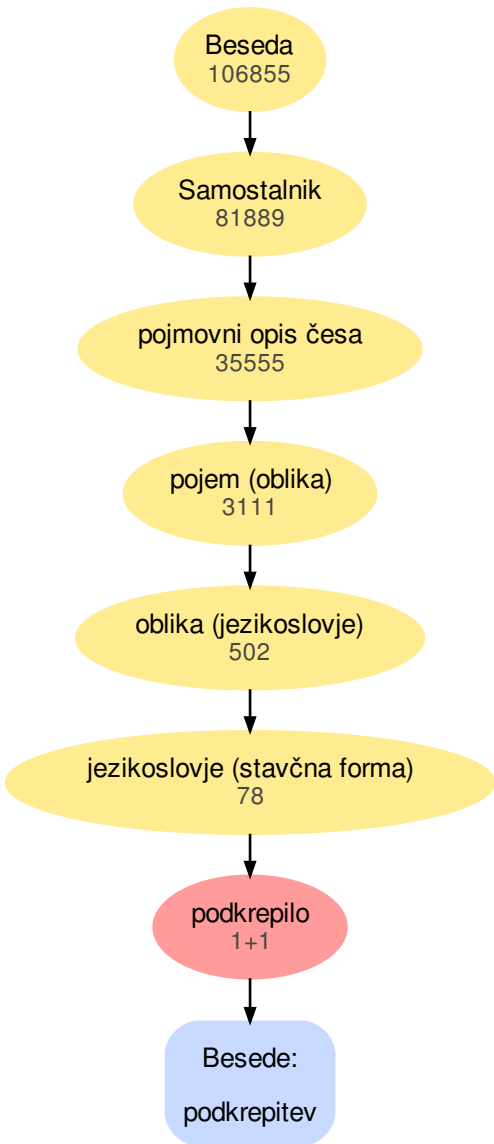 Beseda
106855
Samostalnik
81889
pojmovni opis česa
35555
pojem (oblika)
3111
oblika (jezikoslovje)
502
jezikoslovje (stavčna forma)
78
podkrepilo
1+1
Besede:
podkrepitev